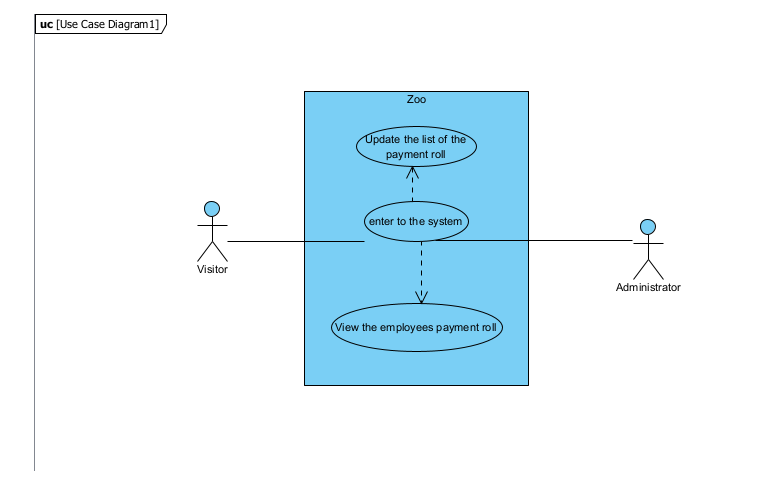 uc [Use Case Diagram1]
Zoo
Update the list of the
payment roll
enter to the system
Visitor
Administrator
View the employees payment roll